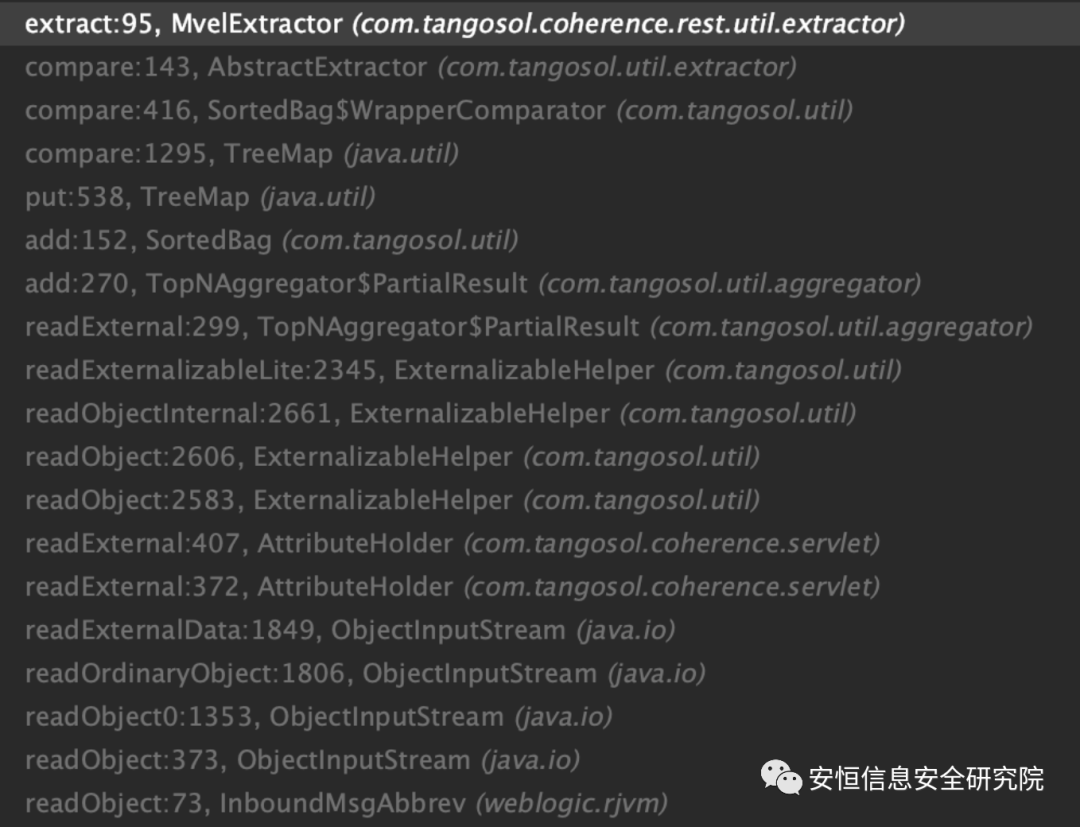 extract:95, MvelExtractor (com.tangosol.coherence.rest.util.extractor)
compare:143, AbstractExtractor (com.tangosol.util.extractor)
compare:416, SortedBag$WrapperComparator (com.tangosol.util)
compare:1295, TreeMap (java.util)
put:538, TreeMap (java.util)
add:152, SortedBag (com.tangosol.util)
add:270, TopNAggregator$PartialResult (com.tangosol.util.aggregator)
readExternal:299, TopNAggregator$PartialResult (com.tangosol.util.aggregator)
readExternalizableLite:2345, ExternalizableHelper (com.tangosol.util)
readObjectInternal:2661, ExternalizableHelper (com.tangosol.util)
readObject:2606, ExternalizableHelper (com.tangosol.util)
readObject:2583, ExternalizableHelper (com.tangosol.util)
readExternal:407, AttributeHolder (com.tangosol.coherence.servlet)
readExternal:372, AttributeHolder (com.tangosol.coherence.servlet)
readExternalData:1849, ObjectInputStream (java.io)
readOrdinaryObject:1806, ObjectInputStream (java.io)
readObject0:1353, ObjectInputStream (java.io)
readObject:373, ObjectInputStream (java.io)
readObject:73, InboundMsgAbbrev (weblogic.rjvm)
安恒信息安全研究院